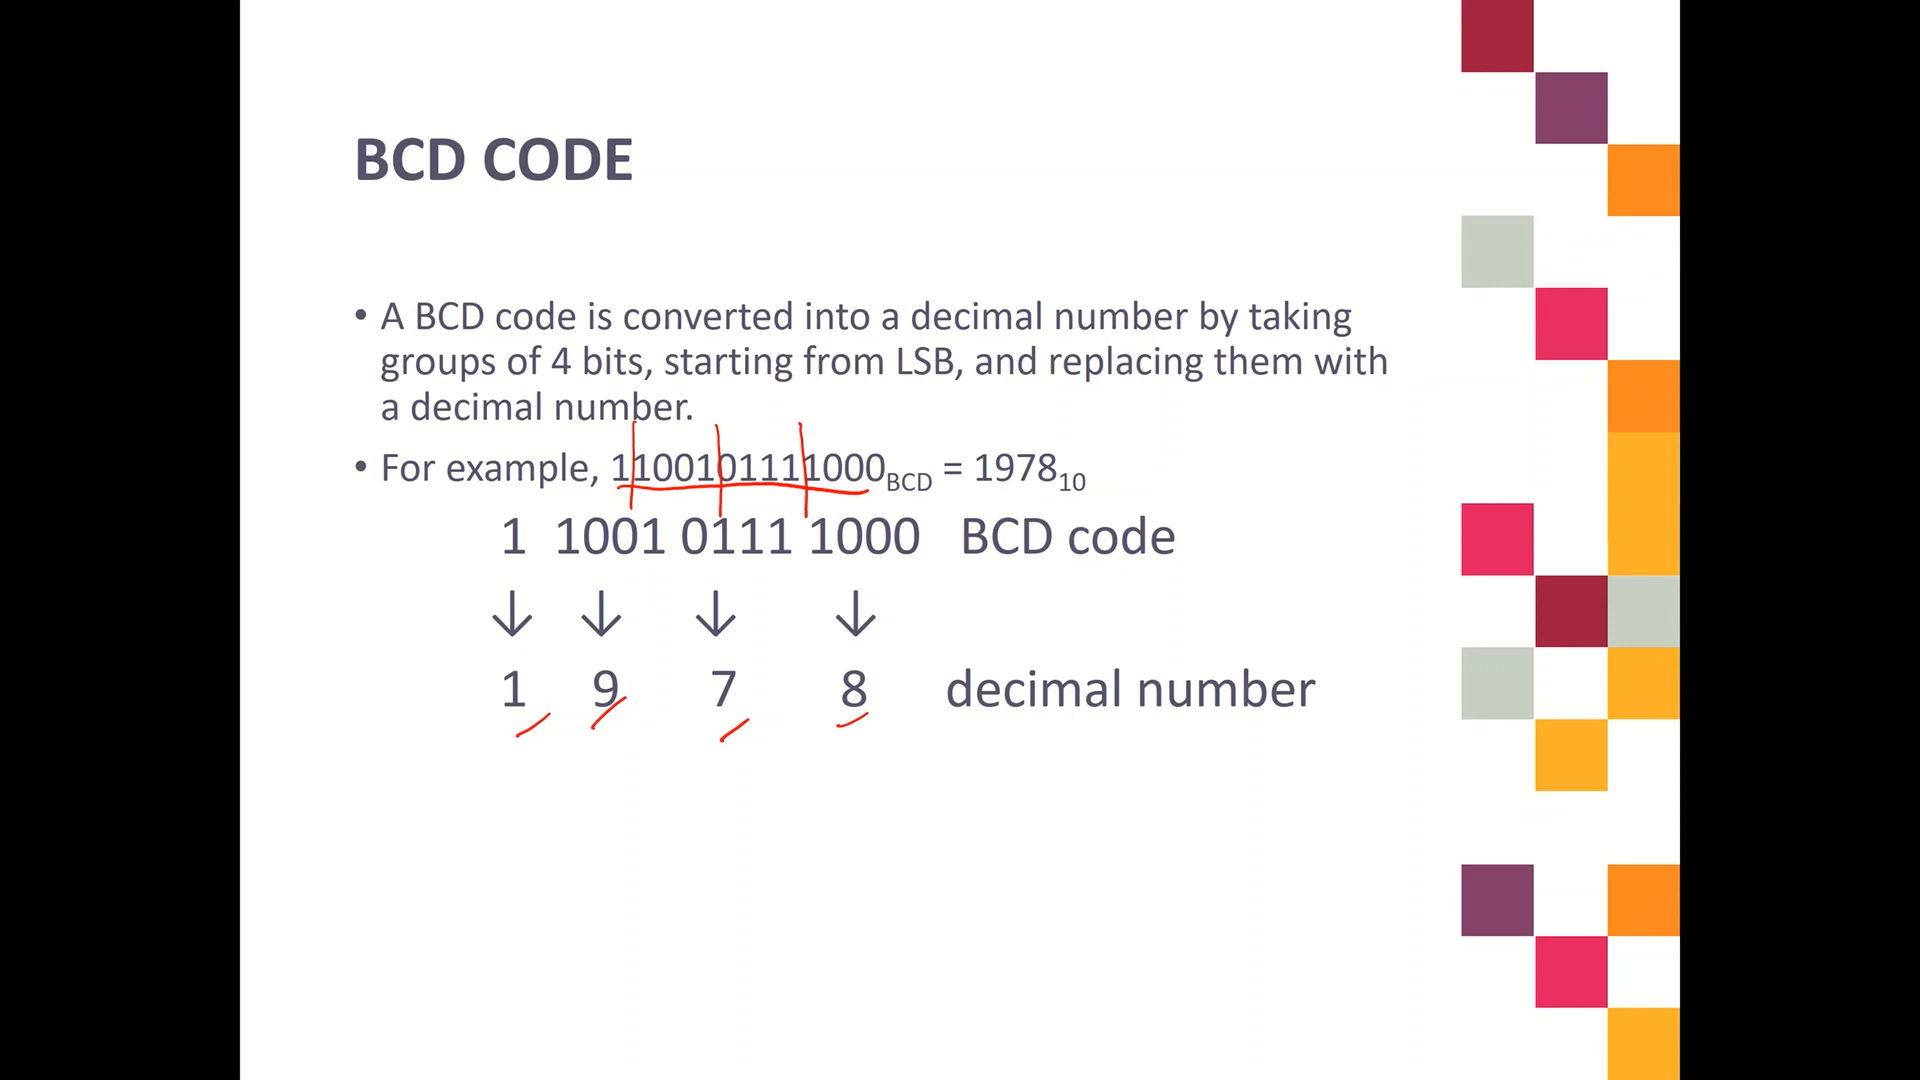 BCD CODE
• A BCD code is converted into a decimal number by taking
groups of 4 bits, starting from LSB, and replacing them with
a decimal number.
• For example, 1100101111000BCD = 197810
1 1001 0111 1000 BCD code
↓ ↓ ↓ ↓
1 9 7 8 decimal number